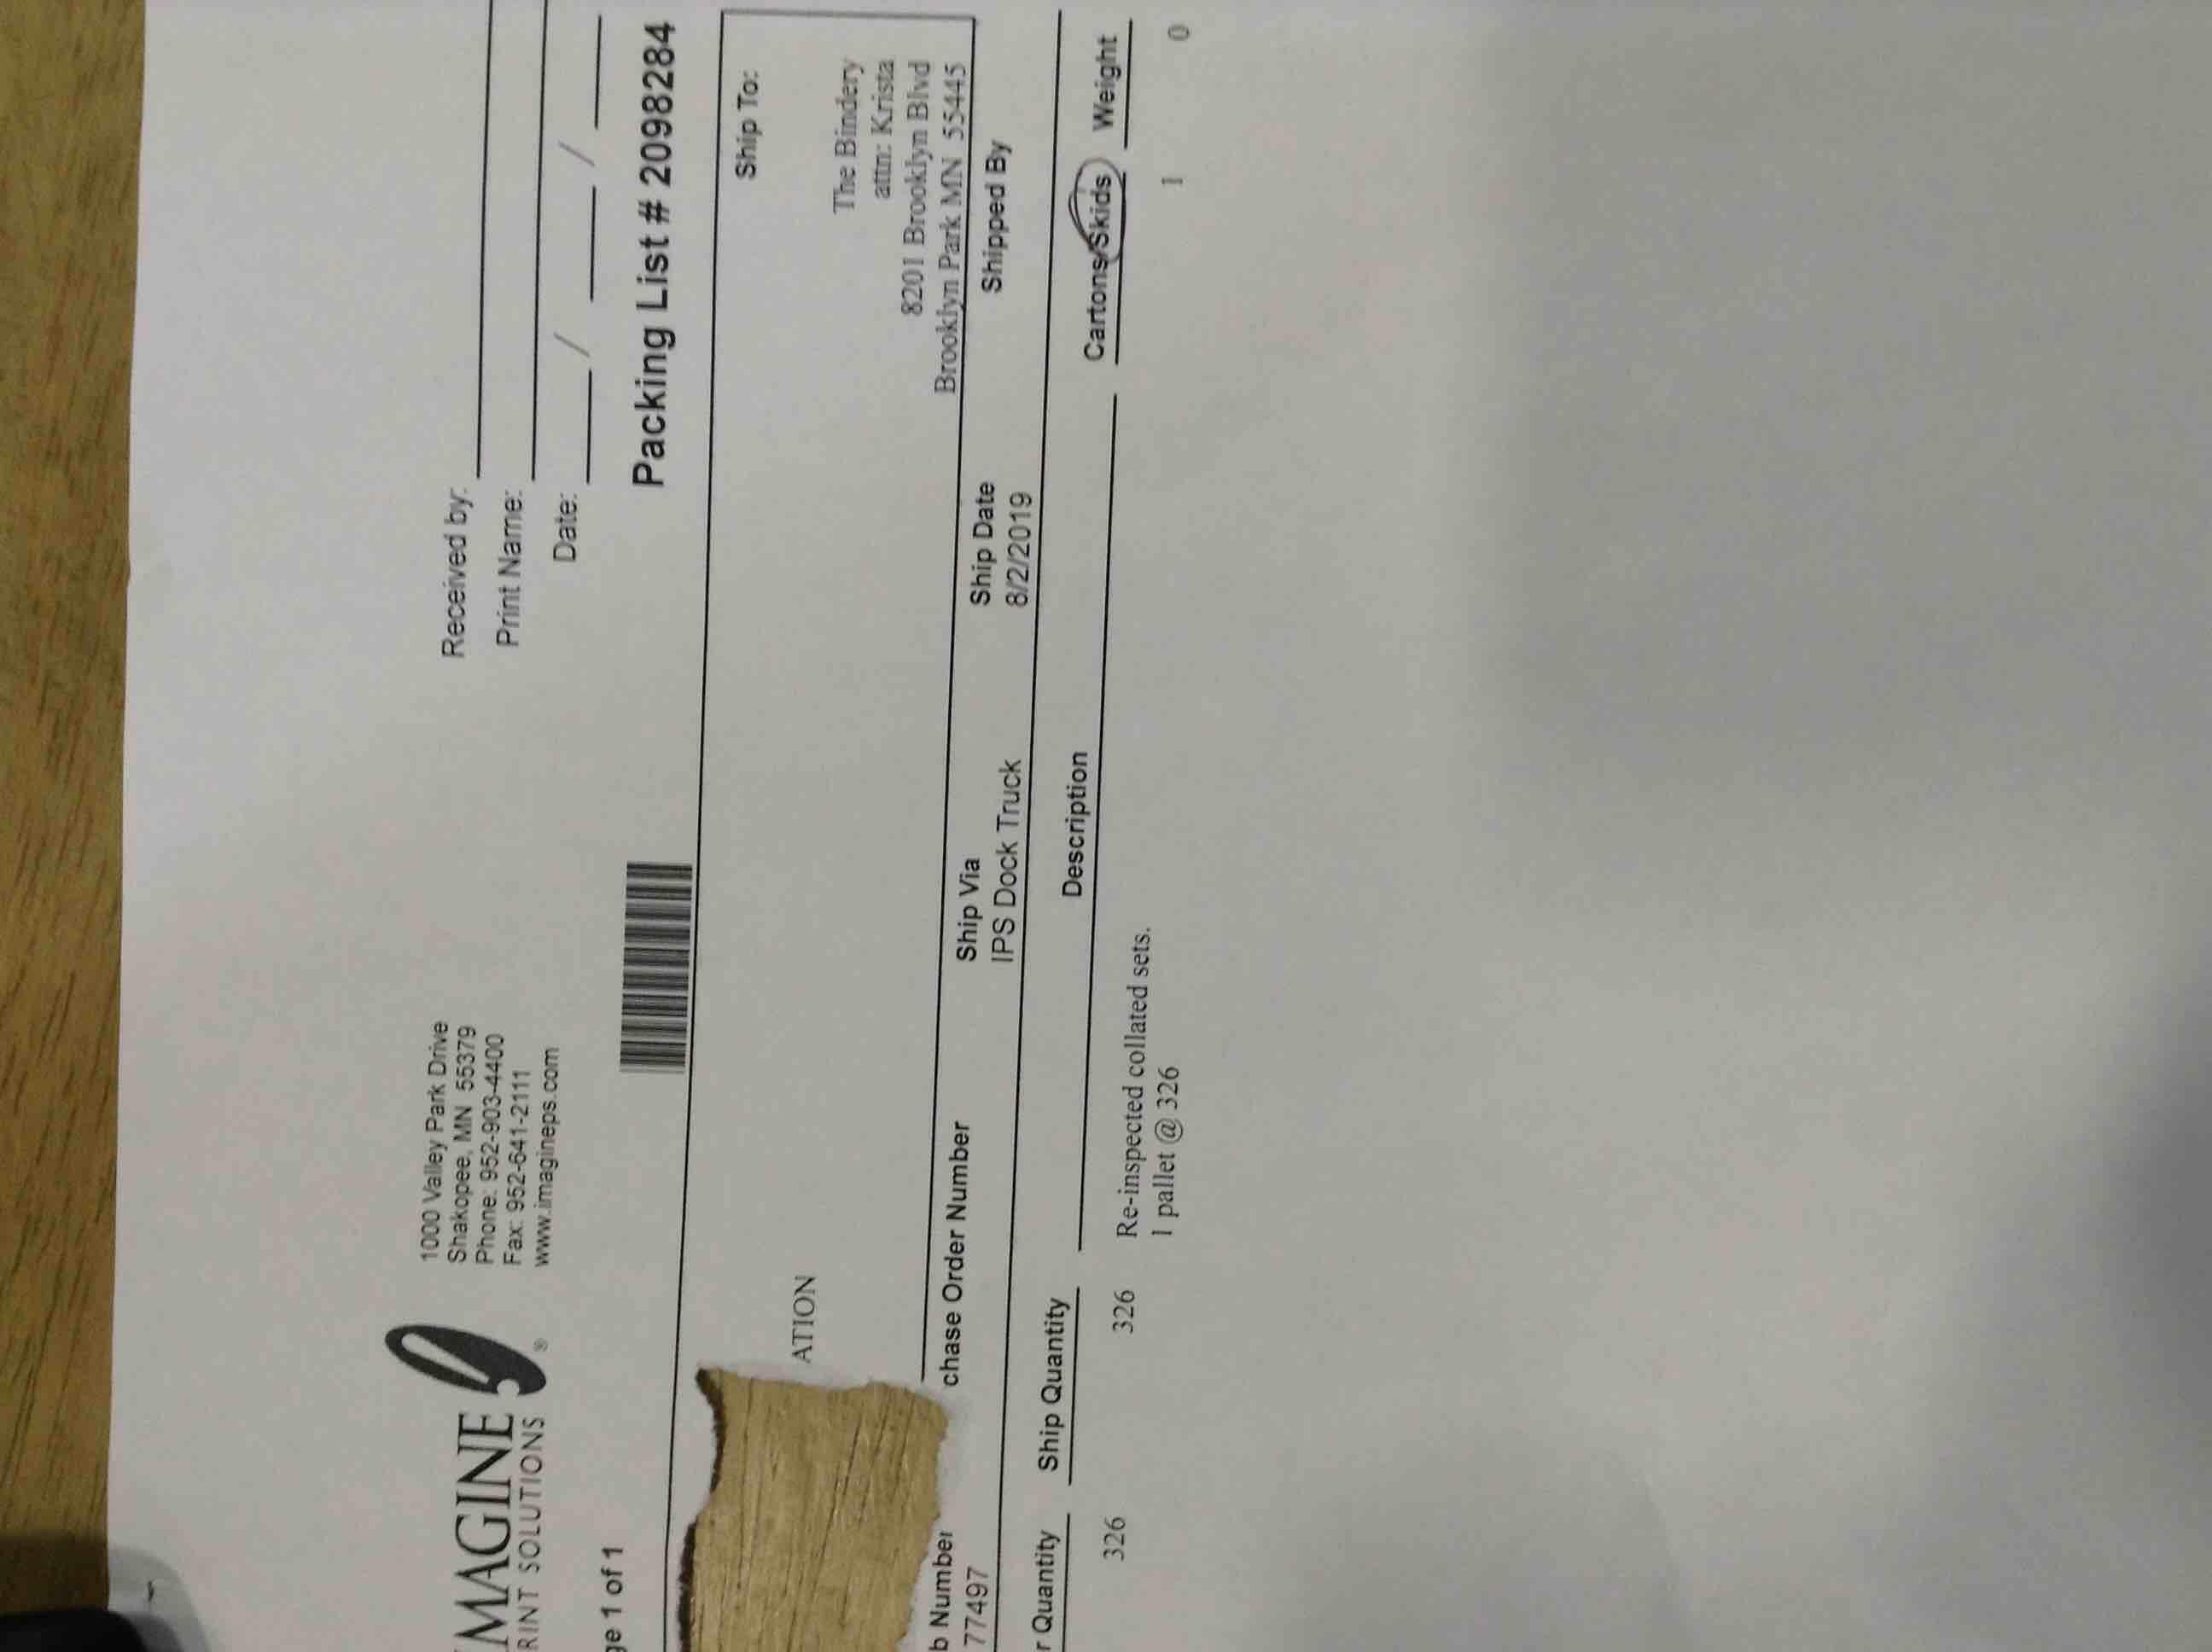 MAGINE
RINT SOLUTIONS ®
1000 Valley Park Drive
Shakopee, MN 55379
Phone: 952-903-4400
Fax: 952-641-2111
www.imagineps.com
Received by:
Print Name:
Date: / /
ge 1 of 1
Packing List # 2098284
ATION
Ship To:
The Bindery
attn: Krista
8201 Brooklyn Blvd
Brooklyn Park MN 55445
b Number chase Order Number Ship Via Ship Date Shipped By
77497 IPS Dock Truck 8/2/2019
r Quantity Ship Quantity Description Cartons/Skids Weight
326 326 Re-inspected collated sets.
1 pallet @ 326 1 0